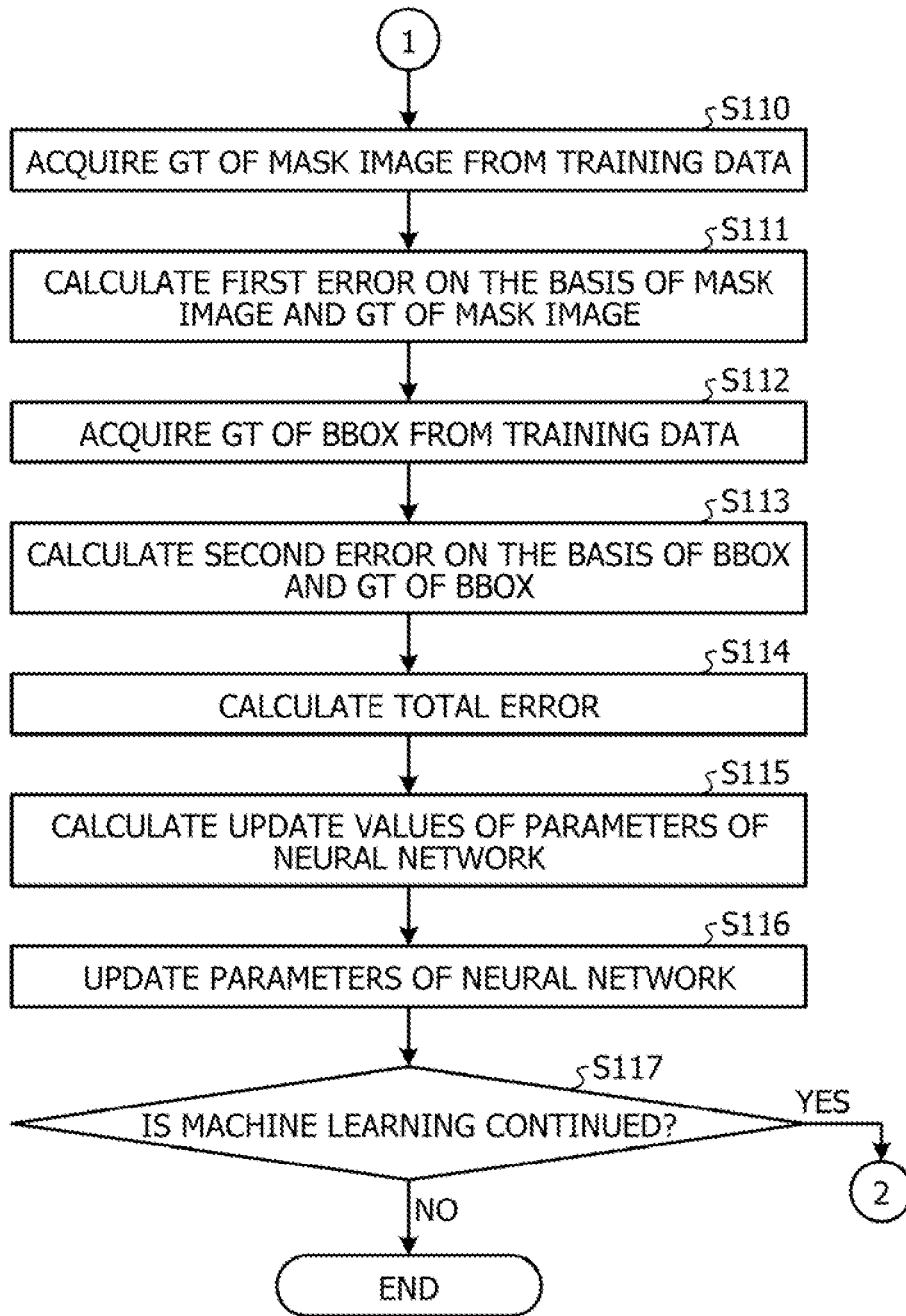 1
S110
ACQUIRE GT OF MASK IMAGE FROM TRAINING DATA
S111
CALCULATE FIRST ERROR ON THE BASIS OF MASK
IMAGE AND GT OF MASK IMAGE
S112
ACQUIRE GT OF BBOX FROM TRAINING DATA
S113
CALCULATE SECOND ERROR ON THE BASIS OF BBOX
AND GT OF BBOX
S114
CALCULATE TOTAL ERROR
S115
CALCULATE UPDATE VALUES OF PARAMETERS OF
NEURAL NETWORK
S116
UPDATE PARAMETERS OF NEURAL NETWORK
S117
IS MACHINE LEARNING CONTINUED?
YES
2
NO
END